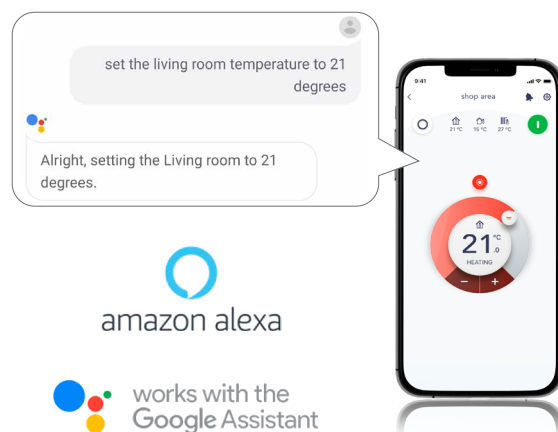 set the living room temperature to 21
degrees
Alright, setting the Living room to 21
degrees.
9:41
shop area
21 °C
15 °C
27 °C
21.0 °C
HEATING
amazon alexa
works with the
Google Assistant